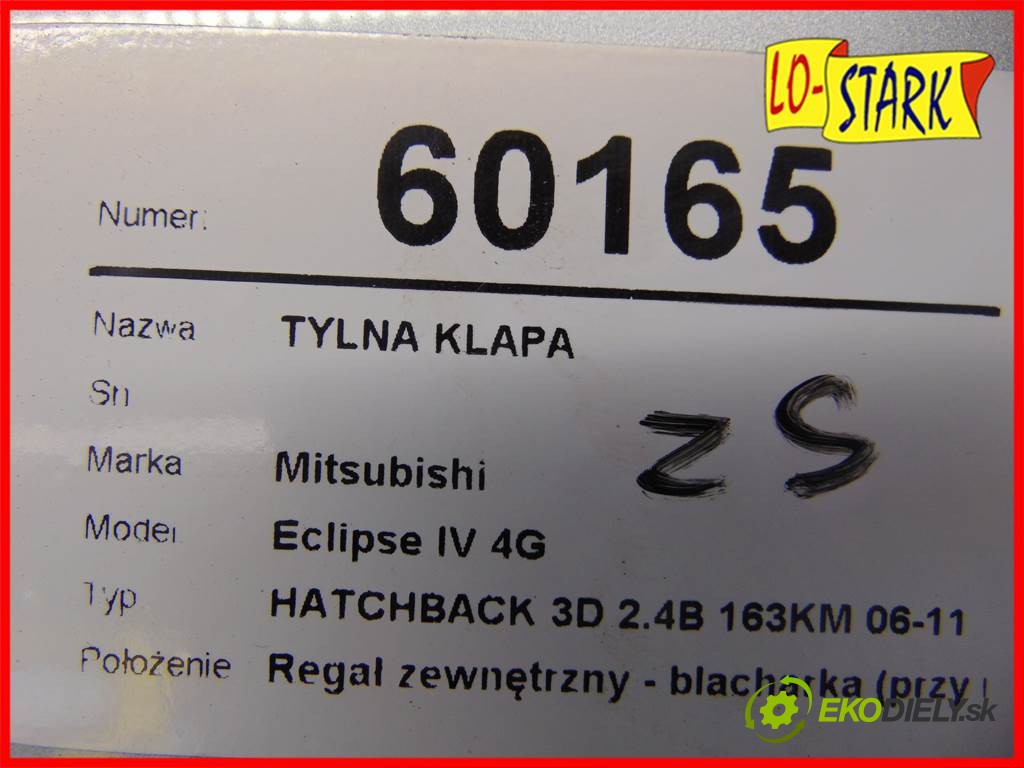 LO-STARK
Numer: 60165
Nazwa TYLNA KLAPA
Sn
ZS
Marka Mitsubishi
Model Eclipse IV 4G
Typ HATCHBACK 3D 2.4B 163KM 06-11
Położenie Regał zewnętrzny - blacharka (przy
EKODIELY.sk